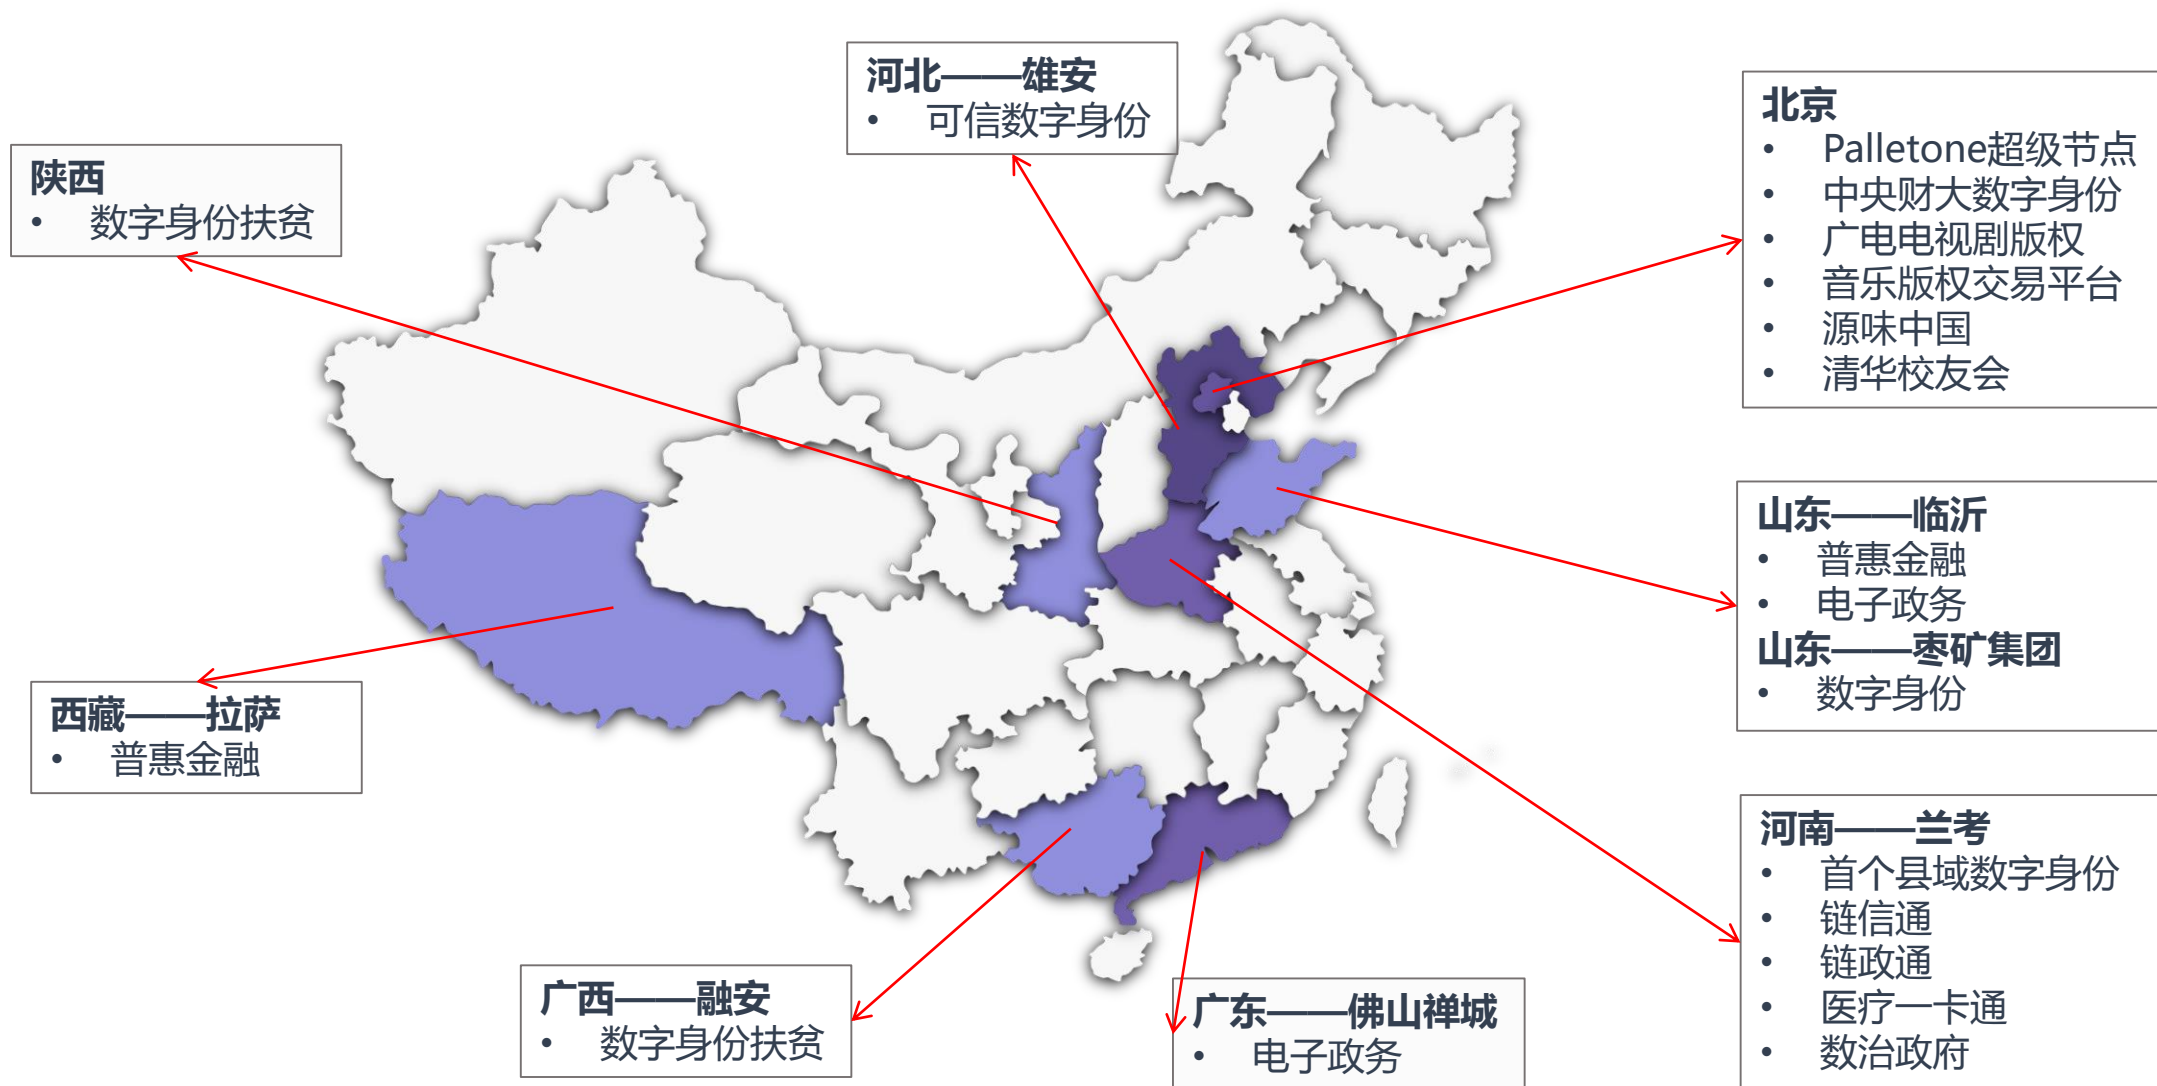 河北——雄安
• 可信数字身份
陕西
• 数字身份扶贫
北京
• Palletone超级节点
• 中央财大数字身份
• 广电电视剧版权
• 音乐版权交易平台
• 源味中国
• 清华校友会
山东——临沂
• 普惠金融
• 电子政务
山东——枣矿集团
• 数字身份
西藏——拉萨
• 普惠金融
河南——兰考
• 首个县域数字身份
• 链信通
• 链政通
• 医疗一卡通
• 数治政府
广西——融安
• 数字身份扶贫
广东——佛山禅城
• 电子政务